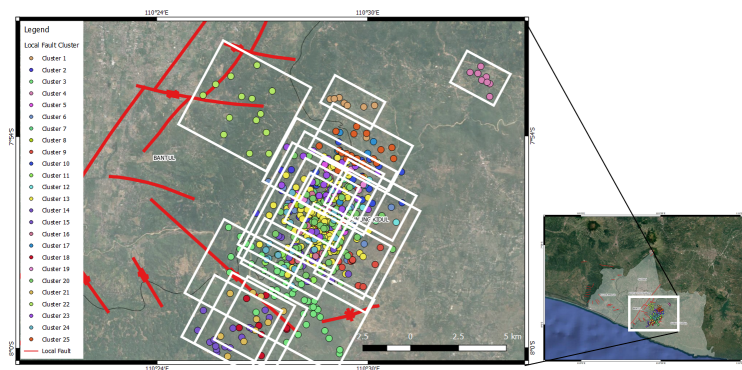 110°24'E 110°30'E
Legend
Local Fault Cluster
Cluster 1
Cluster 2
Cluster 3
Cluster 4
Cluster 5
Cluster 6
Cluster 7
Cluster 8
Cluster 9
Cluster 10
Cluster 11
Cluster 12
Cluster 13
Cluster 14
Cluster 15
Cluster 16
Cluster 17
Cluster 18
Cluster 19
Cluster 20
Cluster 21
Cluster 22
Cluster 23
Cluster 24
Cluster 25
Local Fault
7°54'S
7°54'S
BANTUL
8°0'S
8°0'S
2.5 0 2.5 5 km
110°24'E 110°30'E